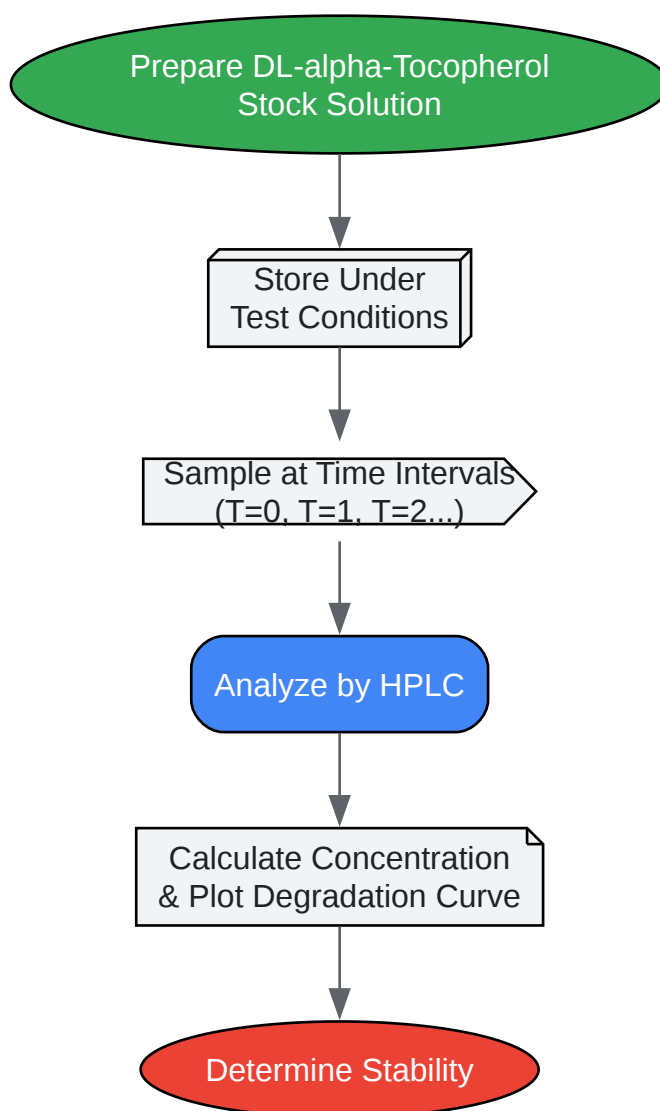 Prepare DL-alpha-Tocopherol
Stock Solution
Store Under
Test Conditions
Sample at Time Intervals
(T=0, T=1, T=2...)
Analyze by HPLC
Calculate Concentration
& Plot Degradation Curve
Determine Stability